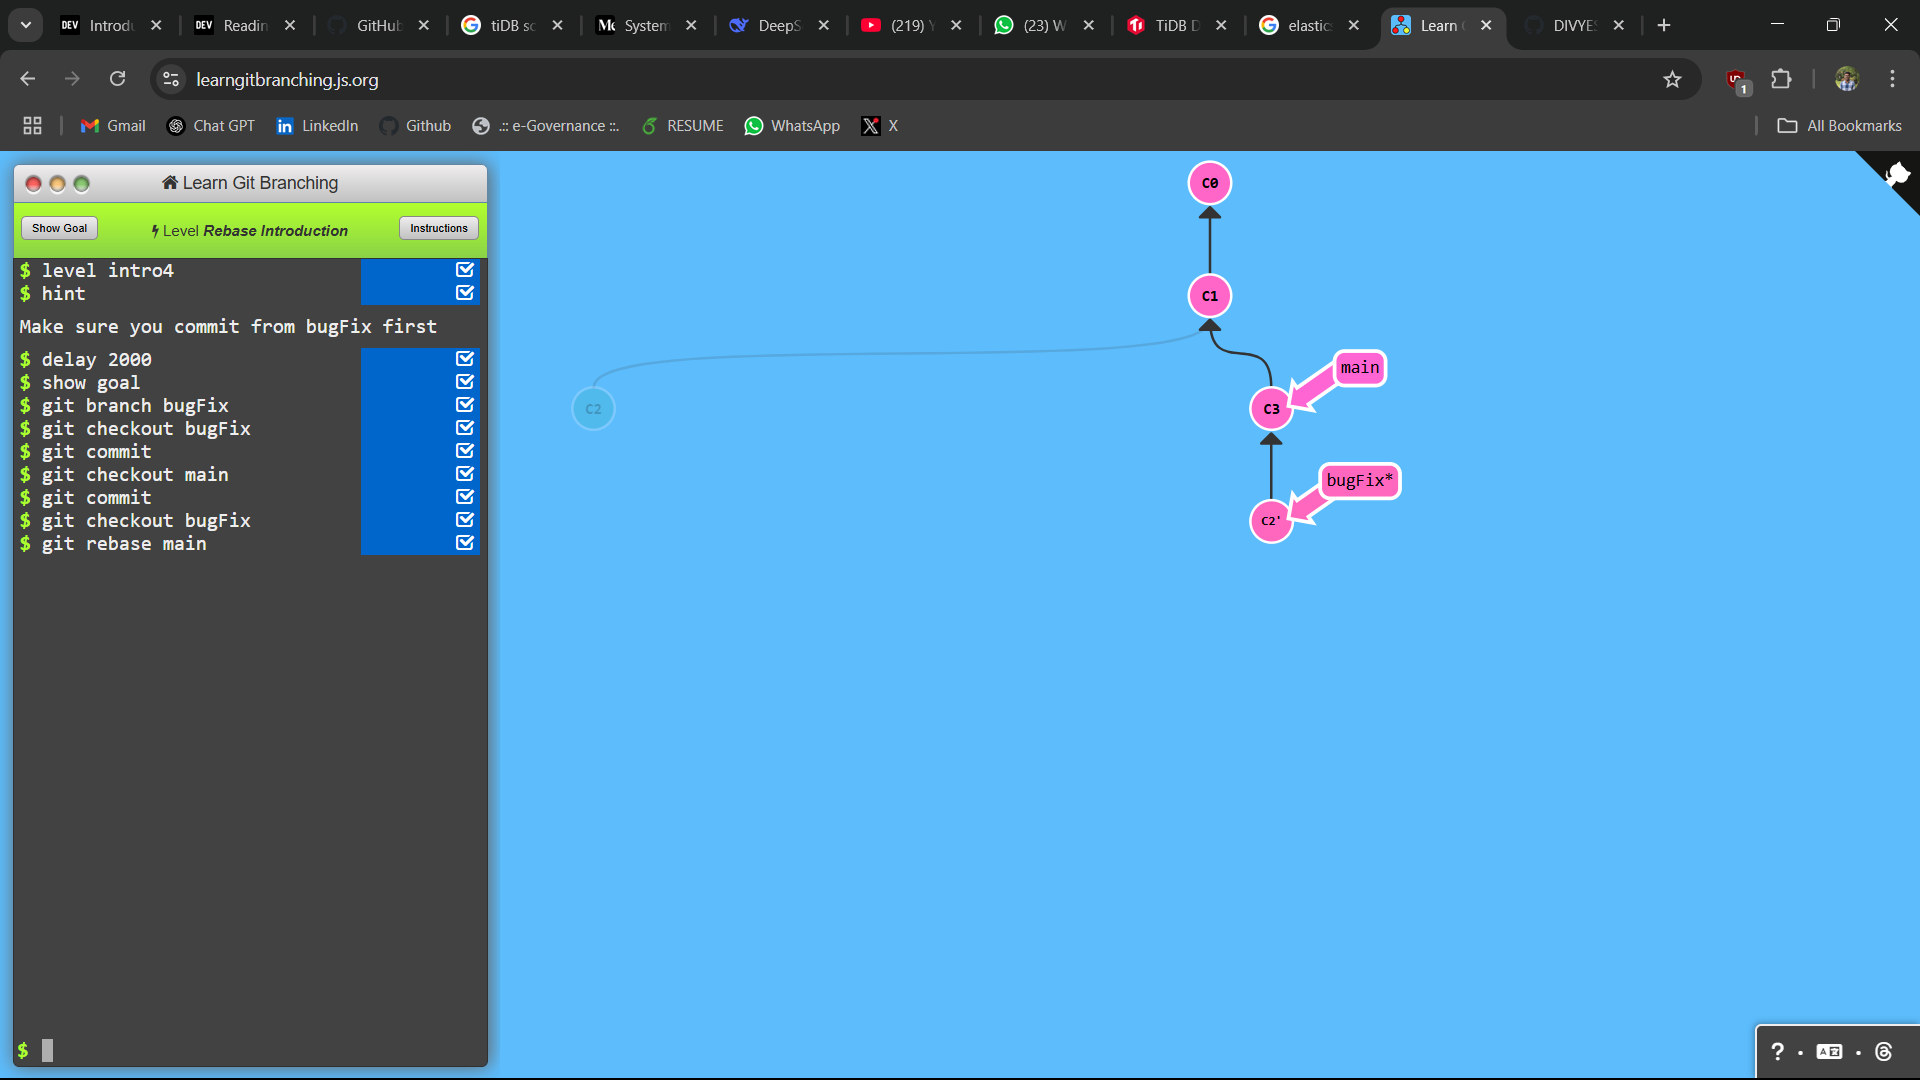 DEV Introdu
DEV Readin
GitHub
tiDB sc
System
DeepS
(219) Y
(23) W
TiDB D
elastic
Learn
DIVYES
learngitbranching.js.org
1
Gmail
Chat GPT
LinkedIn
Github
.:: e-Governance ::.
RESUME
WhatsApp
X
All Bookmarks
Learn Git Branching
Show Goal
Level Rebase Introduction
Instructions
$ level intro4
$ hint
Make sure you commit from bugFix first
$ delay 2000
$ show goal
$ git branch bugFix
$ git checkout bugFix
$ git commit
$ git checkout main
$ git commit
$ git checkout bugFix
$ git rebase main
$
C0
C1
main
C2
C3
bugFix*
C2'
?